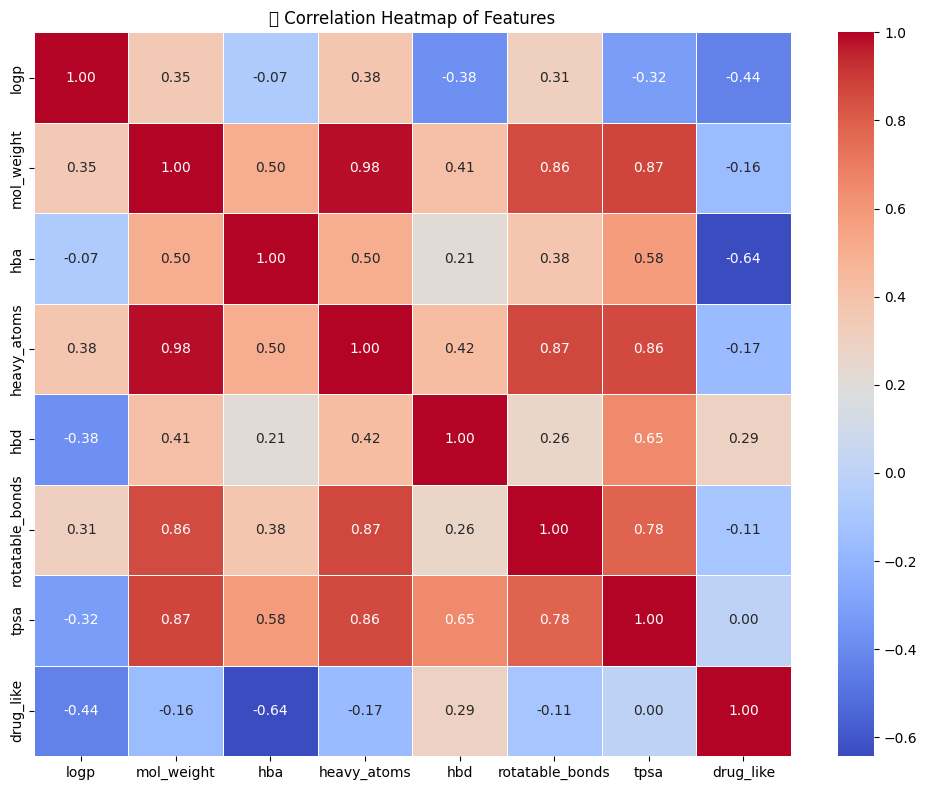 Correlation Heatmap of Features
logp 1.00 0.35 -0.07 0.38 -0.38 0.31 -0.32 -0.44
mol_weight 0.35 1.00 0.50 0.98 0.41 0.86 0.87 -0.16
hba -0.07 0.50 1.00 0.50 0.21 0.38 0.58 -0.64
heavy_atoms 0.38 0.98 0.50 1.00 0.42 0.87 0.86 -0.17
hbd -0.38 0.41 0.21 0.42 1.00 0.26 0.65 0.29
rotatable_bonds 0.31 0.86 0.38 0.87 0.26 1.00 0.78 -0.11
tpsa -0.32 0.87 0.58 0.86 0.65 0.78 1.00 0.00
drug_like -0.44 -0.16 -0.64 -0.17 0.29 -0.11 0.00 1.00
logp mol_weight hba heavy_atoms hbd rotatable_bonds tpsa drug_like
1.0
0.8
0.6
0.4
0.2
0.0
−0.2
−0.4
−0.6